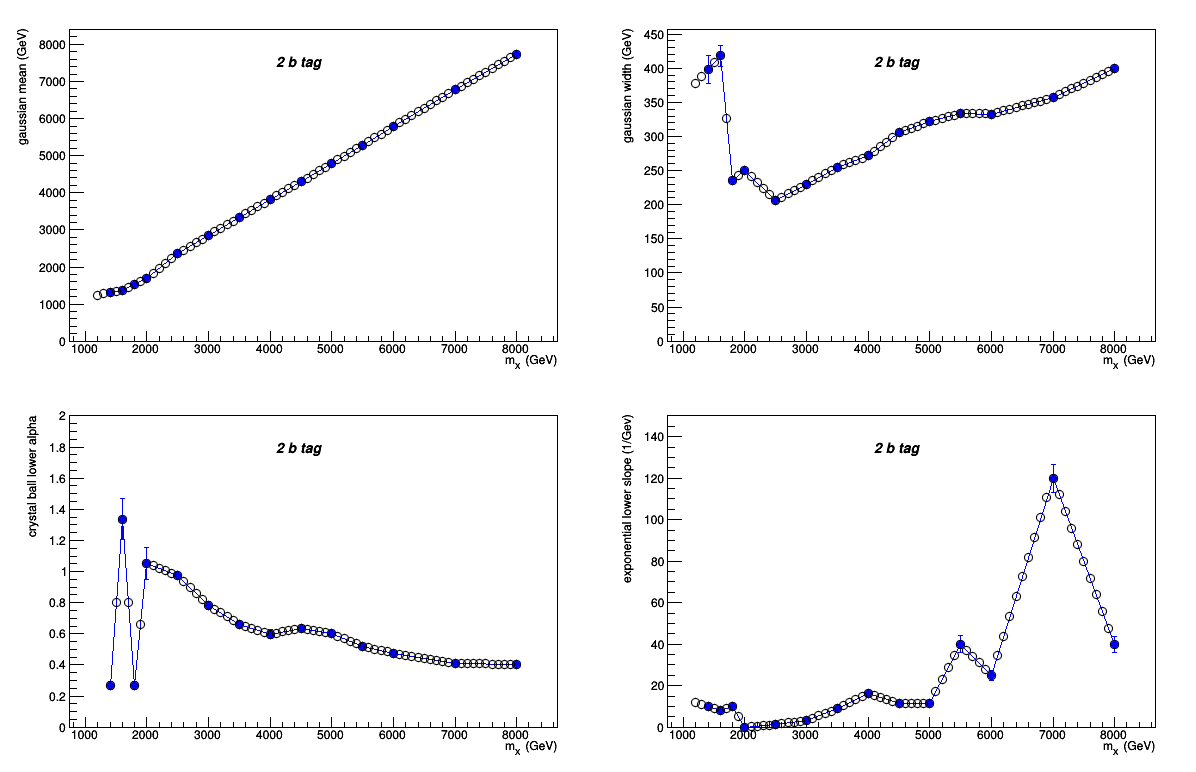 gaussian mean (GeV)
2 b tag
8000
7000
6000
5000
4000
3000
2000
1000
0
1000 2000 3000 4000 5000 6000 7000 8000
m_x (GeV)
gaussian width (GeV)
2 b tag
450
400
350
300
250
200
150
100
50
0
1000 2000 3000 4000 5000 6000 7000 8000
m_x (GeV)
crystal ball lower alpha
2 b tag
2
1.8
1.6
1.4
1.2
1
0.8
0.6
0.4
0.2
0
1000 2000 3000 4000 5000 6000 7000 8000
m_x (GeV)
exponential lower slope (1/Gev)
2 b tag
140
120
100
80
60
40
20
0
1000 2000 3000 4000 5000 6000 7000 8000
m_x (GeV)